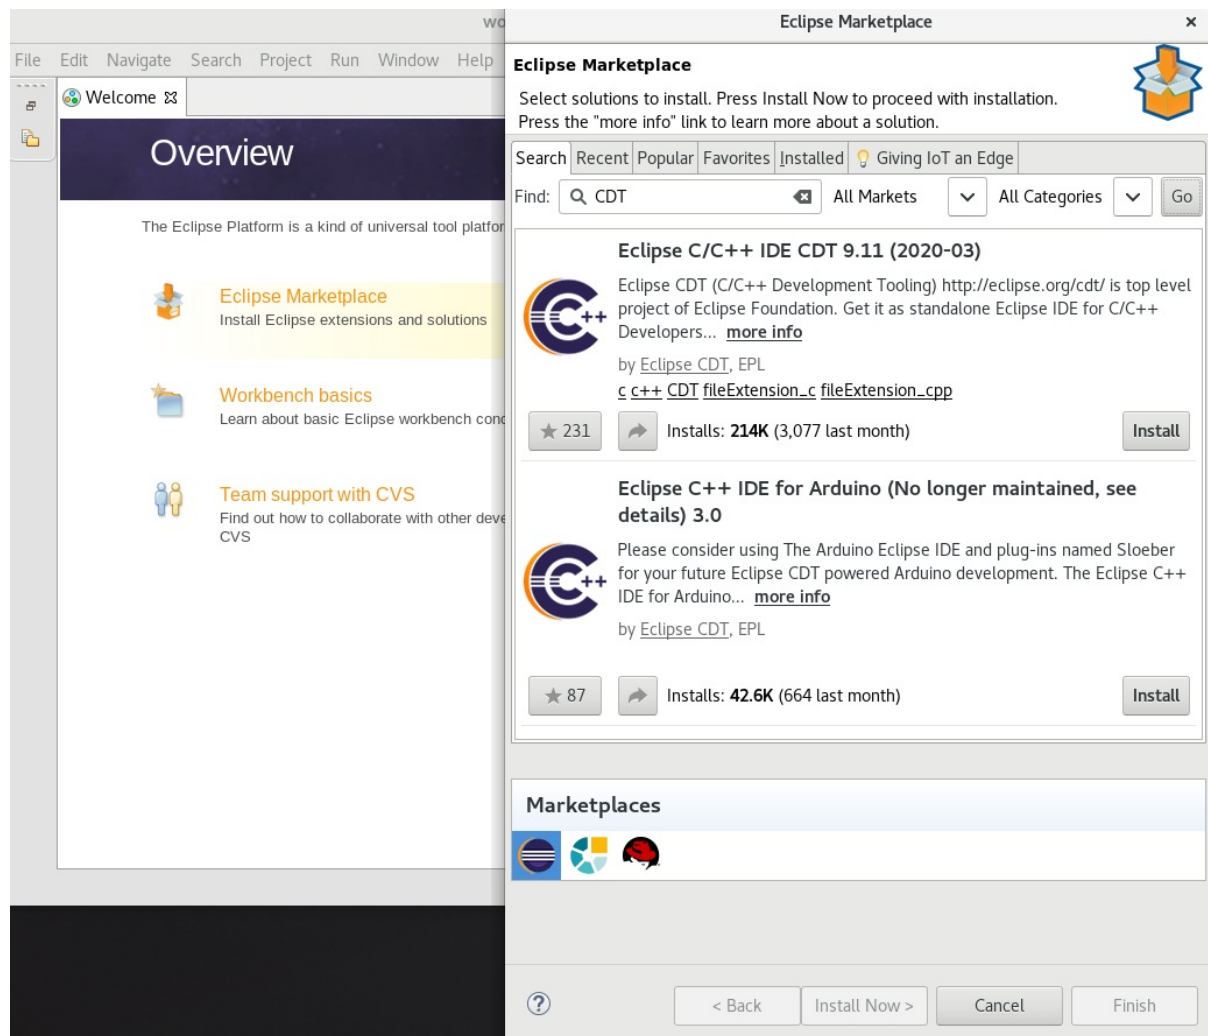 wo
File Edit Navigate Search Project Run Window Help
Welcome
Overview
The Eclipse Platform is a kind of universal tool platfor
Eclipse Marketplace
Install Eclipse extensions and solutions
Workbench basics
Learn about basic Eclipse workbench conc
Team support with CVS
Find out how to collaborate with other deve
CVS
Eclipse Marketplace
Eclipse Marketplace
Select solutions to install. Press Install Now to proceed with installation.
Press the "more info" link to learn more about a solution.
Search Recent Popular Favorites Installed Giving IoT an Edge
Find: CDT All Markets All Categories Go
Eclipse C/C++ IDE CDT 9.11 (2020-03)
Eclipse CDT (C/C++ Development Tooling) http://eclipse.org/cdt/ is top level
project of Eclipse Foundation. Get it as standalone Eclipse IDE for C/C++
Developers... more info
by Eclipse CDT, EPL
c c++ CDT fileExtension_c fileExtension_cpp
231 Installs: 214K (3,077 last month) Install
Eclipse C++ IDE for Arduino (No longer maintained, see
details) 3.0
Please consider using The Arduino Eclipse IDE and plug-ins named Sloeber
for your future Eclipse CDT powered Arduino development. The Eclipse C++
IDE for Arduino... more info
by Eclipse CDT, EPL
87 Installs: 42.6K (664 last month) Install
Marketplaces
? < Back Install Now > Cancel Finish